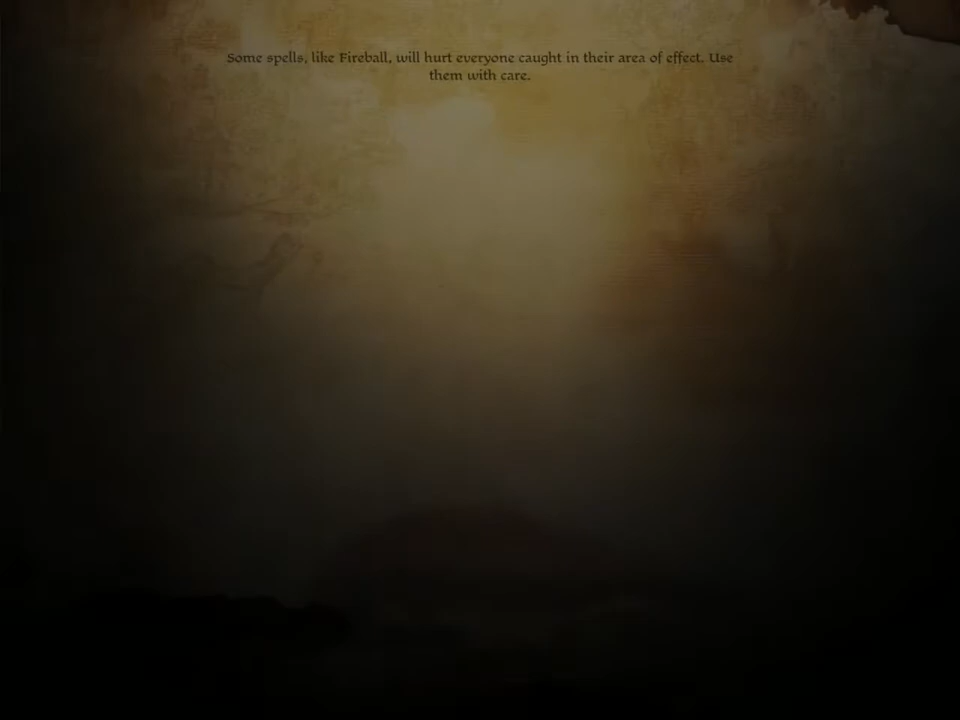 Some spells, like Fireball, will hurt everyone caught in their area of effect. Use
them with care.